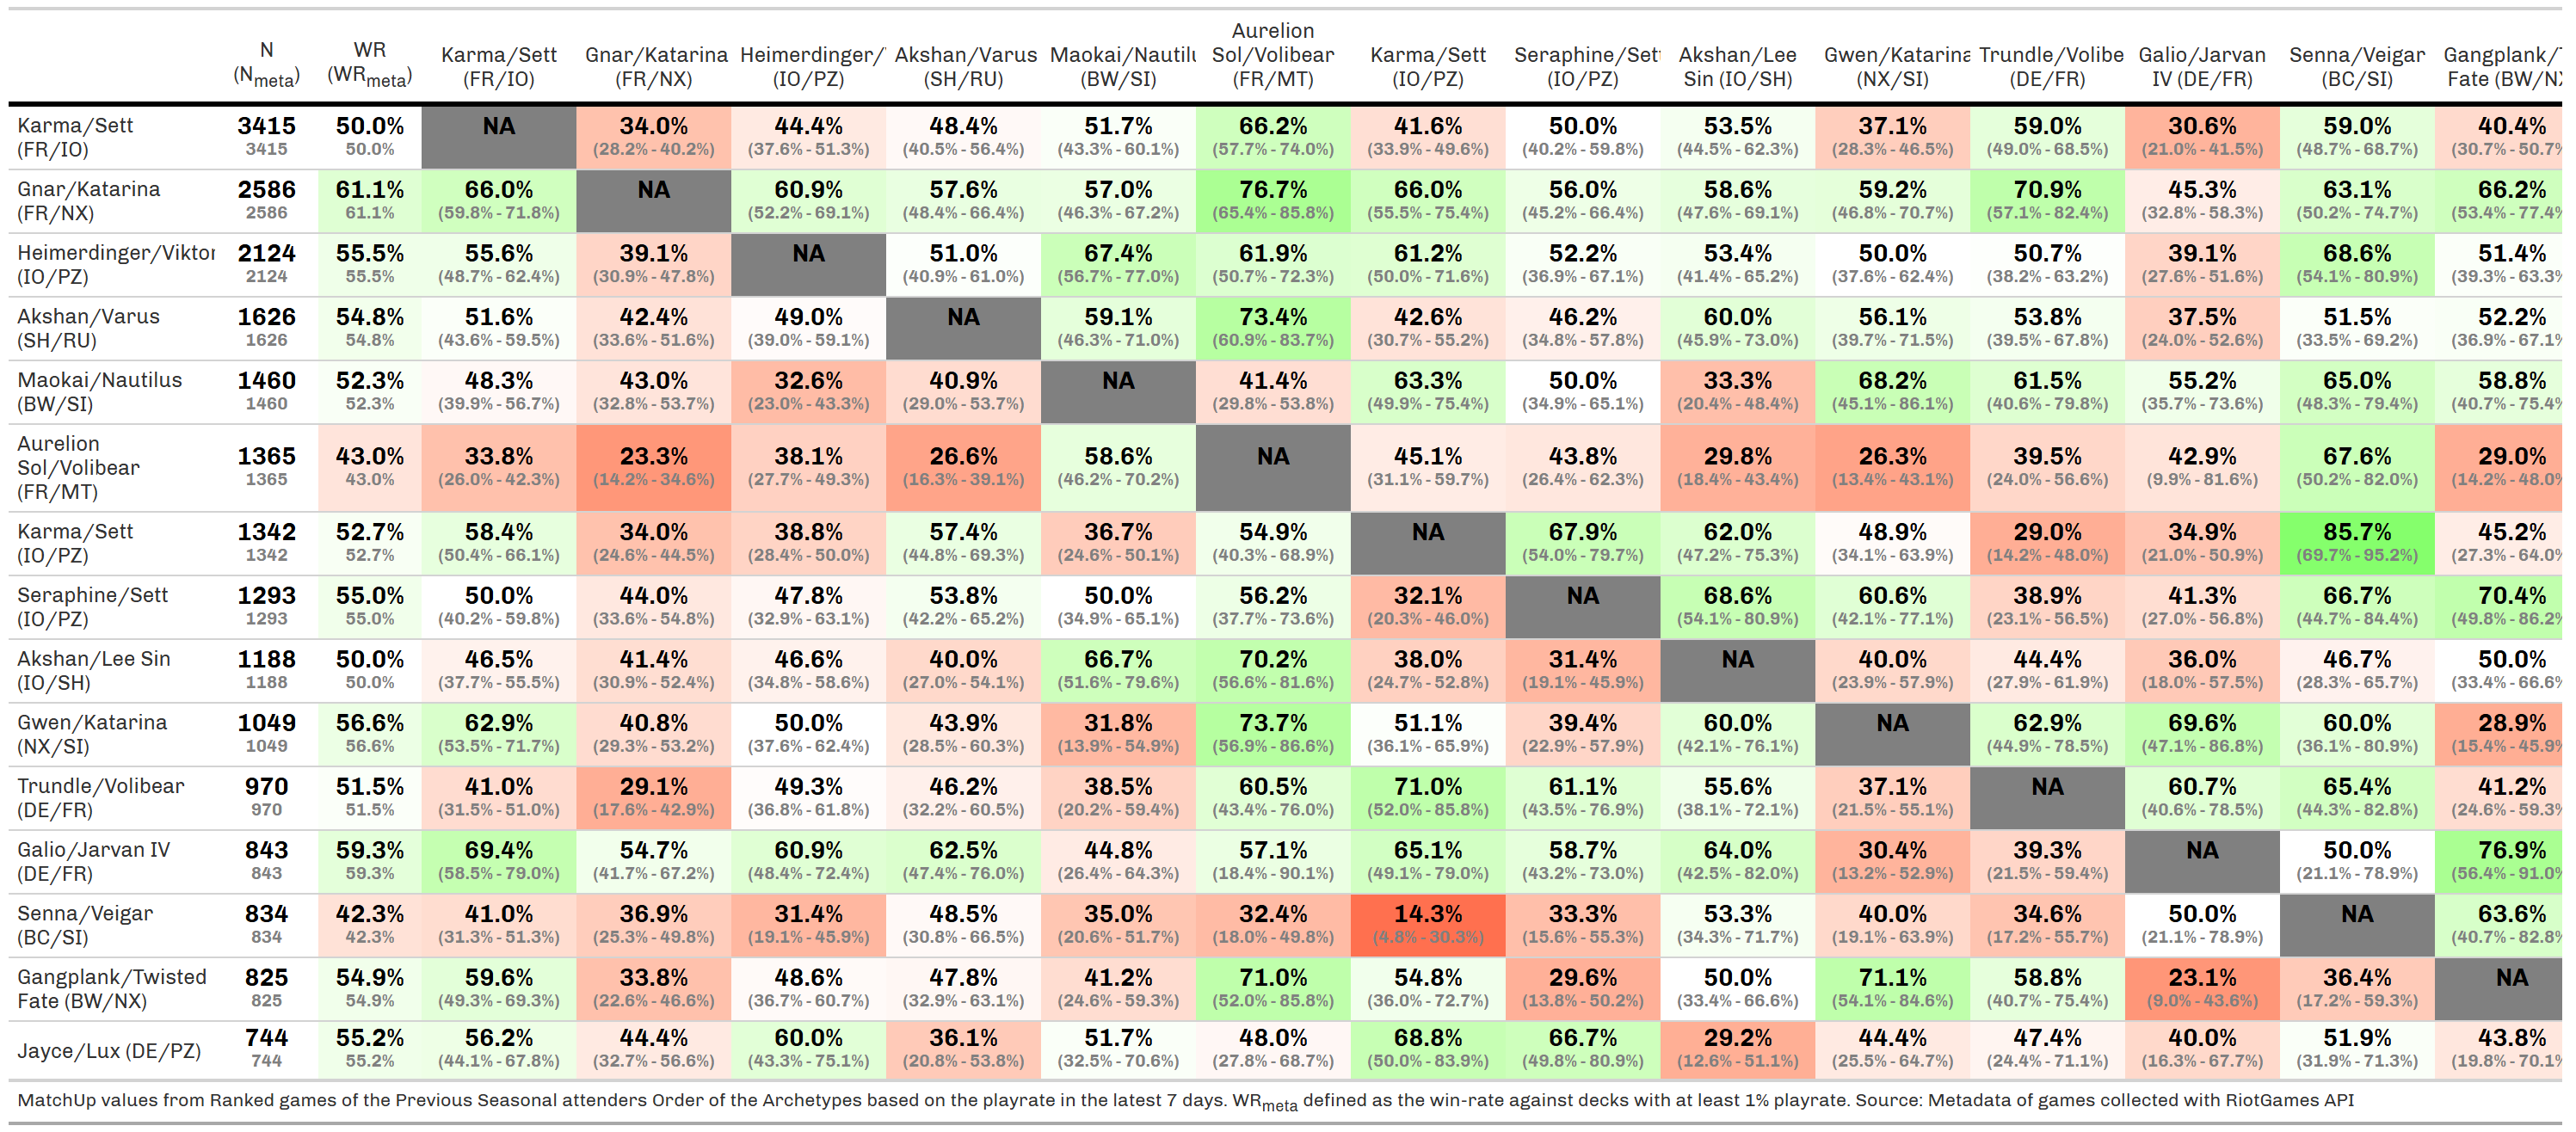 N (Nmeta) WR (WRmeta) Karma/Sett (FR/IO) Gnar/Katarina (FR/NX) Heimerdinger/ (IO/PZ) Akshan/Varus (SH/RU) Maokai/Nautilu (BW/SI) Aurelion Sol/Volibear (FR/MT) Karma/Sett (IO/PZ) Seraphine/Sett (IO/PZ) Akshan/Lee Sin (IO/SH) Gwen/Katarina (NX/SI) Trundle/Volibe (DE/FR) Galio/Jarvan IV (DE/FR) Senna/Veigar (BC/SI) Gangplank/T Fate (BW/NX
Karma/Sett 3415 50.0% NA 34.0% 44.4% 48.4% 51.7% 66.2% 41.6% 50.0% 53.5% 37.1% 59.0% 30.6% 59.0% 40.4%
(FR/IO) 3415 50.0% (28.2% - 40.2%) (37.6% - 51.3%) (40.5% - 56.4%) (43.3% - 60.1%) (57.7% - 74.0%) (33.9% - 49.6%) (40.2% - 59.8%) (44.5% - 62.3%) (28.3% - 46.5%) (49.0% - 68.5%) (21.0% - 41.5%) (48.7% - 68.7%) (30.7% - 50.7%
Gnar/Katarina 2586 61.1% 66.0% NA 60.9% 57.6% 57.0% 76.7% 66.0% 56.0% 58.6% 59.2% 70.9% 45.3% 63.1% 66.2%
(FR/NX) 2586 61.1% (59.8% - 71.8%) (52.2% - 69.1%) (48.4% - 66.4%) (46.3% - 67.2%) (65.4% - 85.8%) (55.5% - 75.4%) (45.2% - 66.4%) (47.6% - 69.1%) (46.8% - 70.7%) (57.1% - 82.4%) (32.8% - 58.3%) (50.2% - 74.7%) (53.4% - 77.4%
Heimerdinger/Viktor 2124 55.5% 55.6% 39.1% NA 51.0% 67.4% 61.9% 61.2% 52.2% 53.4% 50.0% 50.7% 39.1% 68.6% 51.4%
(IO/PZ) 2124 55.5% (48.7% - 62.4%) (30.9% - 47.8%) (40.9% - 61.0%) (56.7% - 77.0%) (50.7% - 72.3%) (50.0% - 71.6%) (36.9% - 67.1%) (41.4% - 65.2%) (37.6% - 62.4%) (38.2% - 63.2%) (27.6% - 51.6%) (54.1% - 80.9%) (39.3% - 63.3%
Akshan/Varus 1626 54.8% 51.6% 42.4% 49.0% NA 59.1% 73.4% 42.6% 46.2% 60.0% 56.1% 53.8% 37.5% 51.5% 52.2%
(SH/RU) 1626 54.8% (43.6% - 59.5%) (33.6% - 51.6%) (39.0% - 59.1%) (46.3% - 71.0%) (60.9% - 83.7%) (30.7% - 55.2%) (34.8% - 57.8%) (45.9% - 73.0%) (39.7% - 71.5%) (39.5% - 67.8%) (24.0% - 52.6%) (33.5% - 69.2%) (36.9% - 67.1%
Maokai/Nautilus 1460 52.3% 48.3% 43.0% 32.6% 40.9% NA 41.4% 63.3% 50.0% 33.3% 68.2% 61.5% 55.2% 65.0% 58.8%
(BW/SI) 1460 52.3% (39.9% - 56.7%) (32.8% - 53.7%) (23.0% - 43.3%) (29.0% - 53.7%) (29.8% - 53.8%) (49.9% - 75.4%) (34.9% - 65.1%) (20.4% - 48.4%) (45.1% - 86.1%) (40.6% - 79.8%) (35.7% - 73.6%) (48.3% - 79.4%) (40.7% - 75.4%
Aurelion
Sol/Volibear 1365 43.0% 33.8% 23.3% 38.1% 26.6% 58.6% NA 45.1% 43.8% 29.8% 26.3% 39.5% 42.9% 67.6% 29.0%
(FR/MT) 1365 43.0% (26.0% - 42.3%) (14.2% - 34.6%) (27.7% - 49.3%) (16.3% - 39.1%) (46.2% - 70.2%) (31.1% - 59.7%) (26.4% - 62.3%) (18.4% - 43.4%) (13.4% - 43.1%) (24.0% - 56.6%) (9.9% - 81.6%) (50.2% - 82.0%) (14.2% - 48.0%
Karma/Sett 1342 52.7% 58.4% 34.0% 38.8% 57.4% 36.7% 54.9% NA 67.9% 62.0% 48.9% 29.0% 34.9% 85.7% 45.2%
(IO/PZ) 1342 52.7% (50.4% - 66.1%) (24.6% - 44.5%) (28.4% - 50.0%) (44.8% - 69.3%) (24.6% - 50.1%) (40.3% - 68.9%) (54.0% - 79.7%) (47.2% - 75.3%) (34.1% - 63.9%) (14.2% - 48.0%) (21.0% - 50.9%) (69.7% - 95.2%) (27.3% - 64.0%
Seraphine/Sett 1293 55.0% 50.0% 44.0% 47.8% 53.8% 50.0% 56.2% 32.1% NA 68.6% 60.6% 38.9% 41.3% 66.7% 70.4%
(IO/PZ) 1293 55.0% (40.2% - 59.8%) (33.6% - 54.8%) (32.9% - 63.1%) (42.2% - 65.2%) (34.9% - 65.1%) (37.7% - 73.6%) (20.3% - 46.0%) (54.1% - 80.9%) (42.1% - 77.1%) (23.1% - 56.5%) (27.0% - 56.8%) (44.7% - 84.4%) (49.8% - 86.2%
Akshan/Lee Sin 1188 50.0% 46.5% 41.4% 46.6% 40.0% 66.7% 70.2% 38.0% 31.4% NA 40.0% 44.4% 36.0% 46.7% 50.0%
(IO/SH) 1188 50.0% (37.7% - 55.5%) (30.9% - 52.4%) (34.8% - 58.6%) (27.0% - 54.1%) (51.6% - 79.6%) (56.6% - 81.6%) (24.7% - 52.8%) (19.1% - 45.9%) (23.9% - 57.9%) (27.9% - 61.9%) (18.0% - 57.5%) (28.3% - 65.7%) (33.4% - 66.6%
Gwen/Katarina 1049 56.6% 62.9% 40.8% 50.0% 43.9% 31.8% 73.7% 51.1% 39.4% 60.0% NA 62.9% 69.6% 60.0% 28.9%
(NX/SI) 1049 56.6% (53.5% - 71.7%) (29.3% - 53.2%) (37.6% - 62.4%) (28.5% - 60.3%) (13.9% - 54.9%) (56.9% - 86.6%) (36.1% - 65.9%) (22.9% - 57.9%) (42.1% - 76.1%) (44.9% - 78.5%) (47.1% - 86.8%) (36.1% - 80.9%) (15.4% - 45.9%
Trundle/Volibear 970 51.5% 41.0% 29.1% 49.3% 46.2% 38.5% 60.5% 71.0% 61.1% 55.6% 37.1% NA 60.7% 65.4% 41.2%
(DE/FR) 970 51.5% (31.5% - 51.0%) (17.6% - 42.9%) (36.8% - 61.8%) (32.2% - 60.5%) (20.2% - 59.4%) (43.4% - 76.0%) (52.0% - 85.8%) (43.5% - 76.9%) (38.1% - 72.1%) (21.5% - 55.1%) (40.6% - 78.5%) (44.3% - 82.8%) (24.6% - 59.3%
Galio/Jarvan IV 843 59.3% 69.4% 54.7% 60.9% 62.5% 44.8% 57.1% 65.1% 58.7% 64.0% 30.4% 39.3% NA 50.0% 76.9%
(DE/FR) 843 59.3% (58.5% - 79.0%) (41.7% - 67.2%) (48.4% - 72.4%) (47.4% - 76.0%) (26.4% - 64.3%) (18.4% - 90.1%) (49.1% - 79.0%) (43.2% - 73.0%) (42.5% - 82.0%) (13.2% - 52.9%) (21.5% - 59.4%) (21.1% - 78.9%) (56.4% - 91.0%
Senna/Veigar 834 42.3% 41.0% 36.9% 31.4% 48.5% 35.0% 32.4% 14.3% 33.3% 53.3% 40.0% 34.6% 50.0% NA 63.6%
(BC/SI) 834 42.3% (31.3% - 51.3%) (25.3% - 49.8%) (19.1% - 45.9%) (30.8% - 66.5%) (20.6% - 51.7%) (18.0% - 49.8%) (4.8% - 30.3%) (15.6% - 55.3%) (34.3% - 71.7%) (19.1% - 63.9%) (17.2% - 55.7%) (21.1% - 78.9%) (40.7% - 82.8%
Gangplank/Twisted 825 54.9% 59.6% 33.8% 48.6% 47.8% 41.2% 71.0% 54.8% 29.6% 50.0% 71.1% 58.8% 23.1% 36.4% NA
Fate (BW/NX) 825 54.9% (49.3% - 69.3%) (22.6% - 46.6%) (36.7% - 60.7%) (32.9% - 63.1%) (24.6% - 59.3%) (52.0% - 85.8%) (36.0% - 72.7%) (13.8% - 50.2%) (33.4% - 66.6%) (54.1% - 84.6%) (40.7% - 75.4%) (9.0% - 43.6%) (17.2% - 59.3%)
Jayce/Lux (DE/PZ) 744 55.2% 56.2% 44.4% 60.0% 36.1% 51.7% 48.0% 68.8% 66.7% 29.2% 44.4% 47.4% 40.0% 51.9% 43.8%
744 55.2% (44.1% - 67.8%) (32.7% - 56.6%) (43.3% - 75.1%) (20.8% - 53.8%) (32.5% - 70.6%) (27.8% - 68.7%) (50.0% - 83.9%) (49.8% - 80.9%) (12.6% - 51.1%) (25.5% - 64.7%) (24.4% - 71.1%) (16.3% - 67.7%) (31.9% - 71.3%) (19.8% - 70.1%
MatchUp values from Ranked games of the Previous Seasonal attenders Order of the Archetypes based on the playrate in the latest 7 days. WRmeta defined as the win-rate against decks with at least 1% playrate. Source: Metadata of games collected with RiotGames API